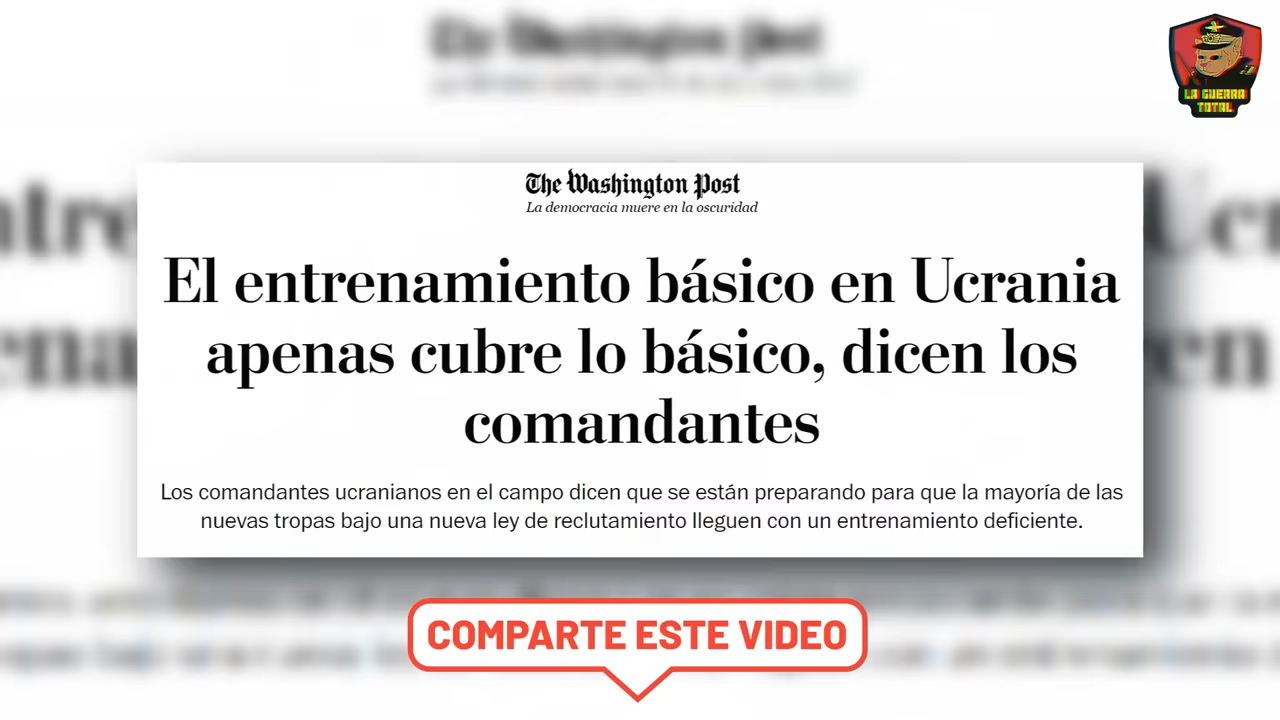 LA GUERRA
TOTAL
The Washington Post
La democracia muere en la oscuridad
El entrenamiento básico en Ucrania
apenas cubre lo básico, dicen los
comandantes
Los comandantes ucranianos en el campo dicen que se están preparando para que la mayoría de las
nuevas tropas bajo una nueva ley de reclutamiento lleguen con un entrenamiento deficiente.
COMPARTE ESTE VIDEO